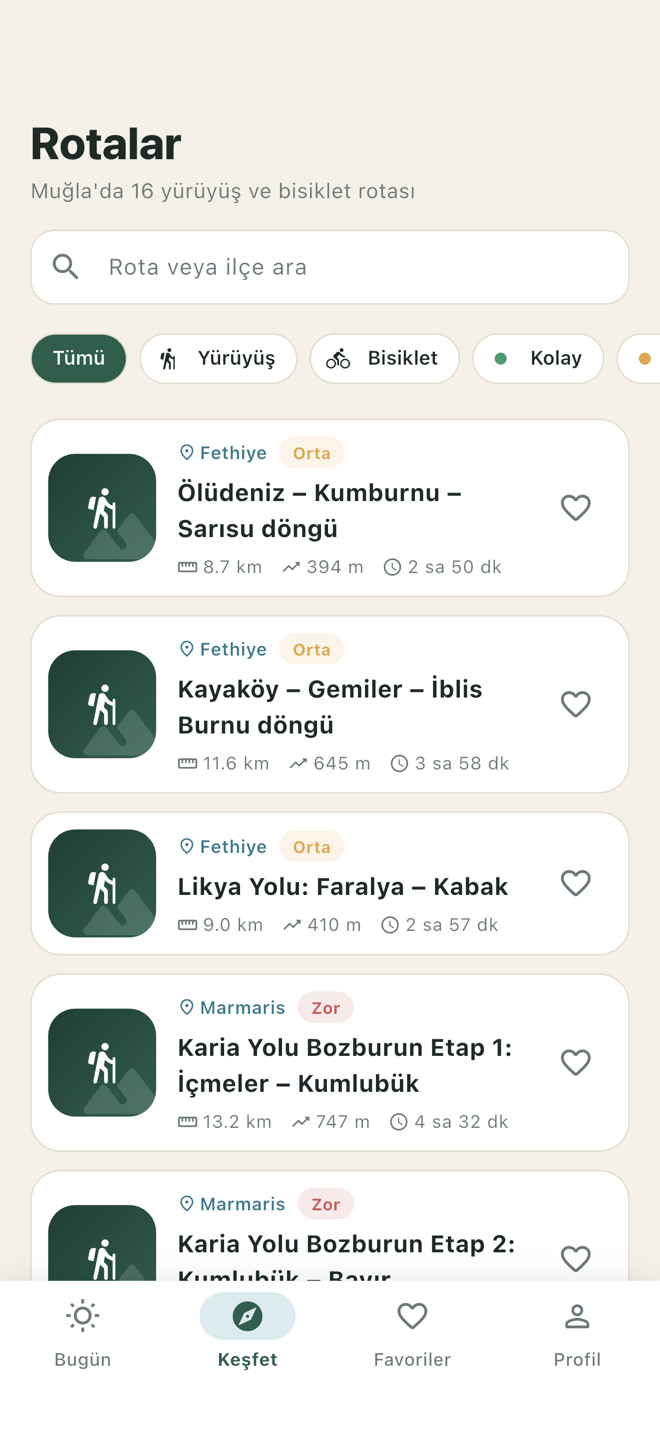 Rotalar
Muğla'da 16 yürüyüş ve bisiklet rotası
Rota veya ilçe ara
Tümü
Yürüyüş
Bisiklet
Kolay
Fethiye
Orta
Ölüdeniz – Kumburnu –
Sarısu döngü
8.7 km
394 m
2 sa 50 dk
Fethiye
Orta
Kayaköy – Gemiler – İblis
Burnu döngü
11.6 km
645 m
3 sa 58 dk
Fethiye
Orta
Likya Yolu: Faralya – Kabak
9.0 km
410 m
2 sa 57 dk
Marmaris
Zor
Karia Yolu Bozburun Etap 1:
İçmeler – Kumlubük
13.2 km
747 m
4 sa 32 dk
Marmaris
Zor
Karia Yolu Bozburun Etap 2:
Kumlubük – Bayır
Bugün
Keşfet
Favoriler
Profil